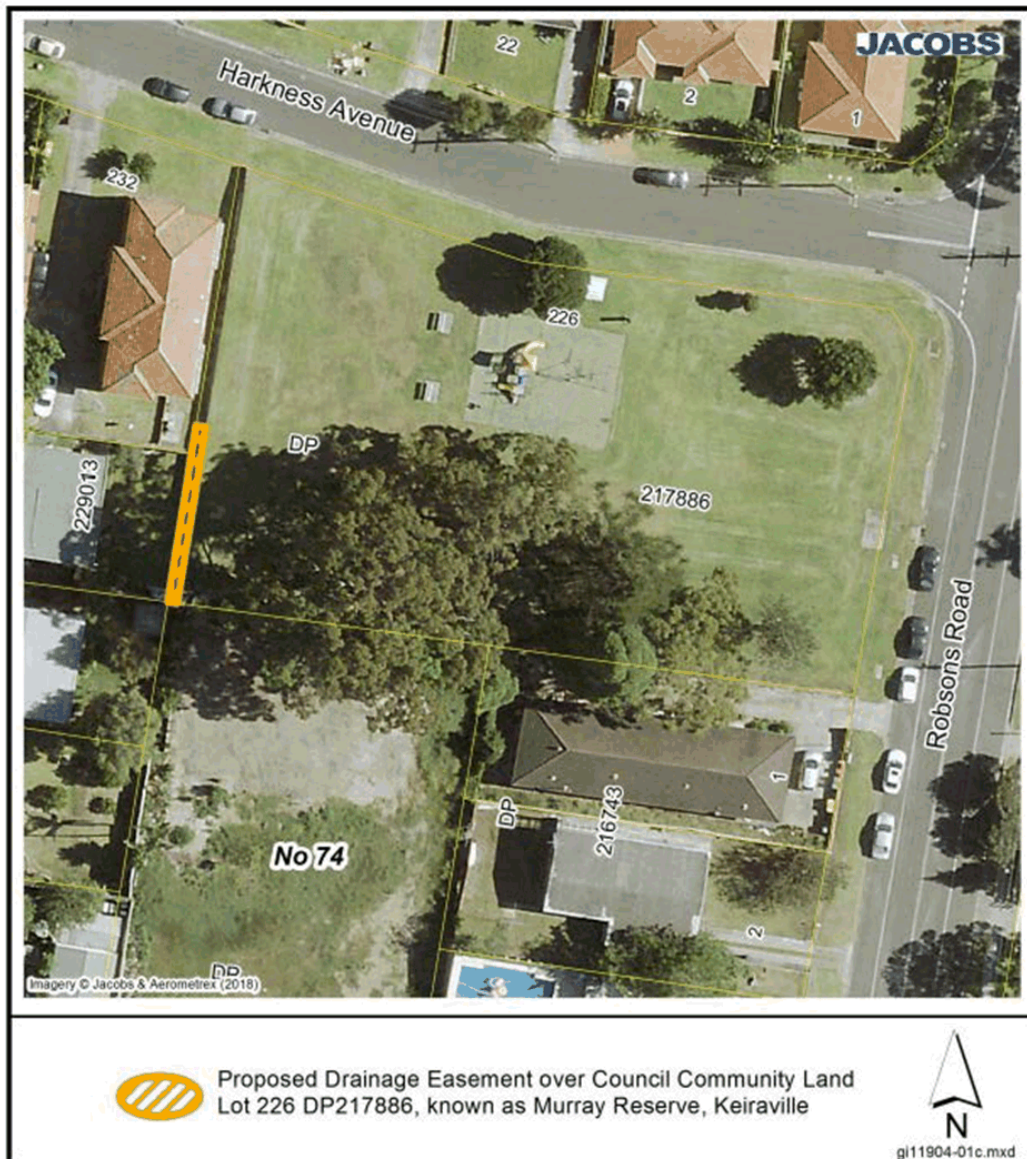 JACOBS
Harkness Avenue
22
2
1
232
226
DP
217886
229013
Robsons Road
1
DP
216743
No 74
2
DP
Imagery © Jacobs & Aerometrex (2018)
Proposed Drainage Easement over Council Community Land
Lot 226 DP217886, known as Murray Reserve, Keiraville
N
gi11904-01c.mxd